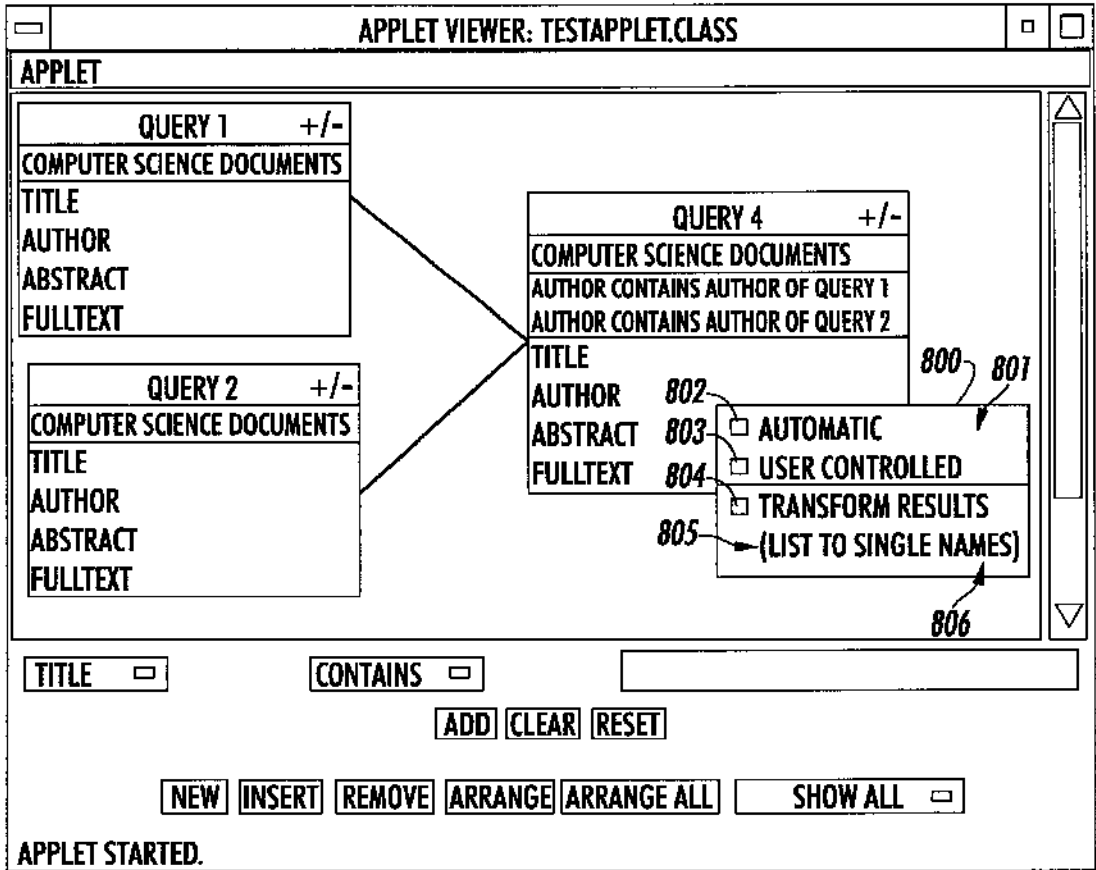 APPLET VIEWER: TESTAPPLET.CLASS
APPLET
QUERY 1 +/-
COMPUTER SCIENCE DOCUMENTS
TITLE
AUTHOR
ABSTRACT
FULLTEXT
QUERY 2 +/-
COMPUTER SCIENCE DOCUMENTS
TITLE
AUTHOR
ABSTRACT
FULLTEXT
QUERY 4 +/-
COMPUTER SCIENCE DOCUMENTS
AUTHOR CONTAINS AUTHOR OF QUERY 1
AUTHOR CONTAINS AUTHOR OF QUERY 2
TITLE
AUTHOR
ABSTRACT
FULLTEXT
800
801
802
AUTOMATIC
803
USER CONTROLLED
804
TRANSFORM RESULTS
805
(LIST TO SINGLE NAMES)
806
TITLE
CONTAINS
ADD CLEAR RESET
NEW INSERT REMOVE ARRANGE ARRANGE ALL SHOW ALL
APPLET STARTED.